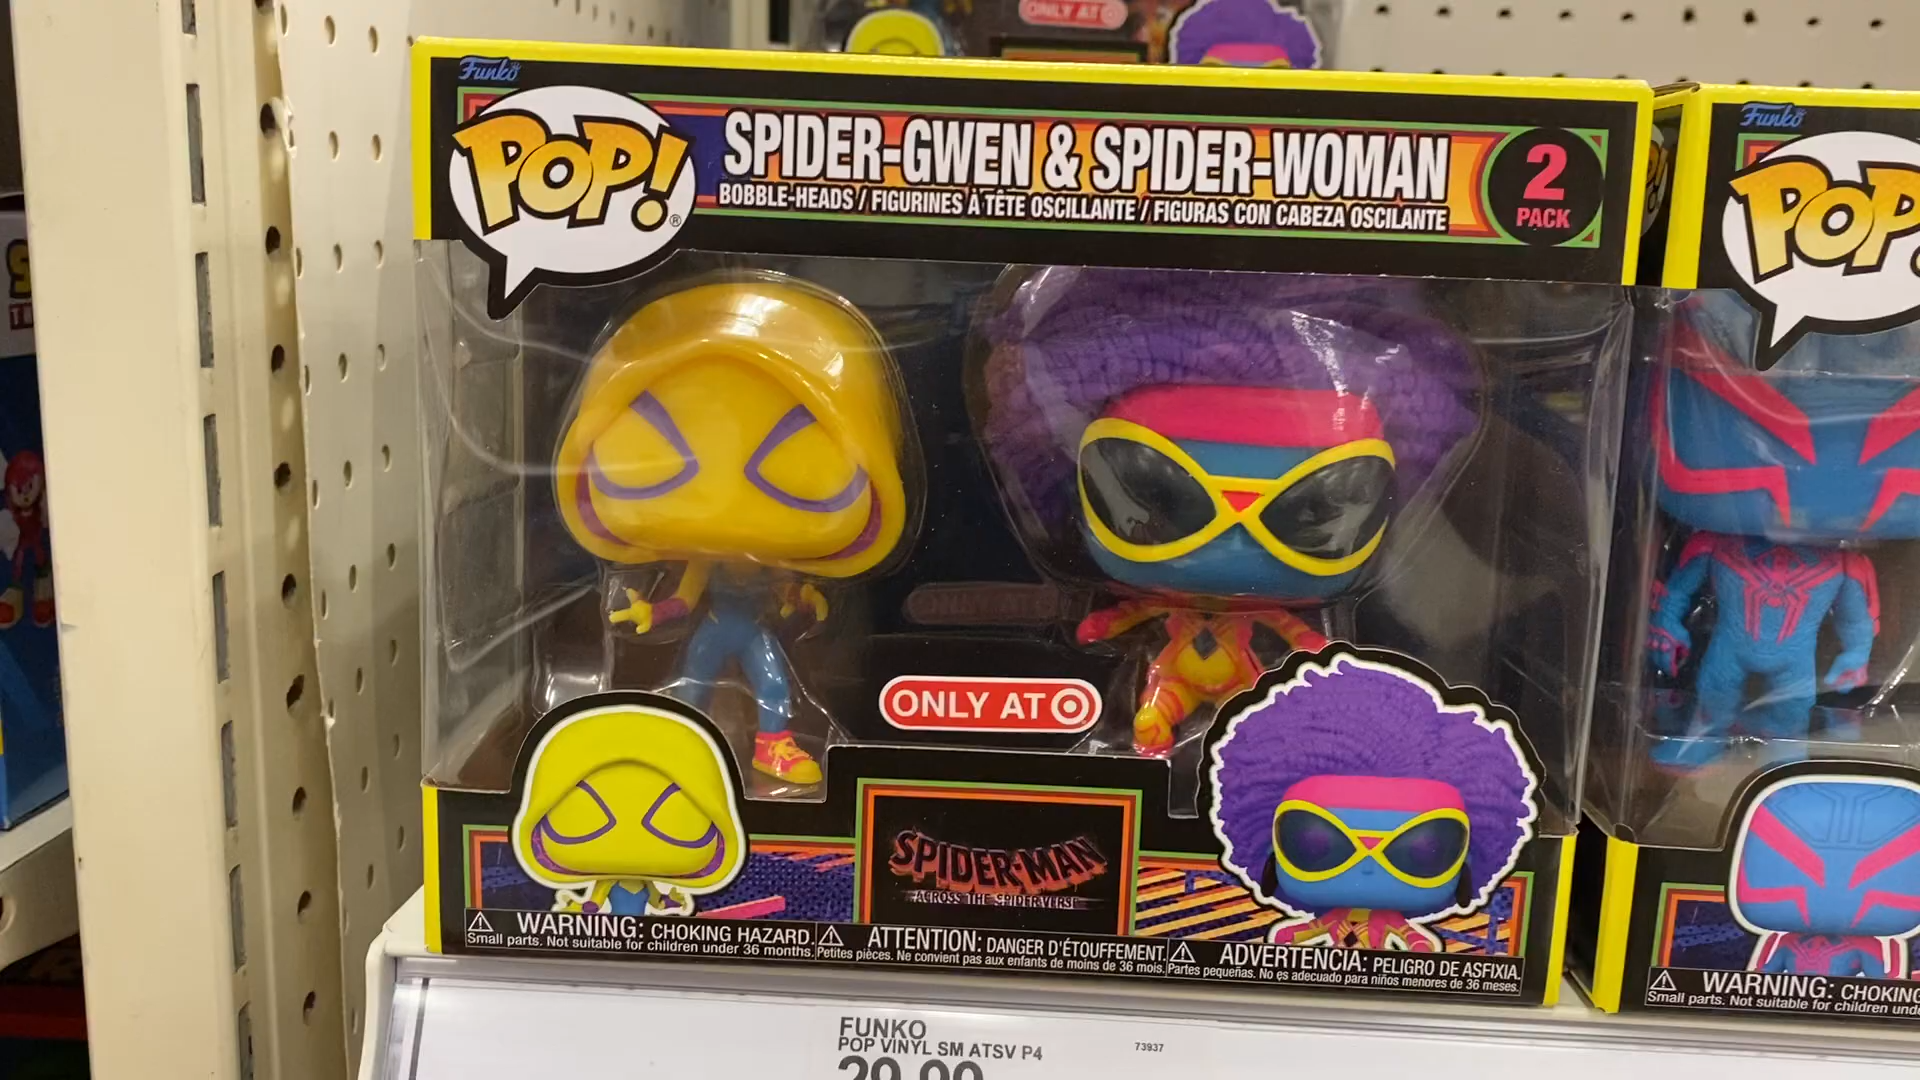 ONLY AT
Funko
POP!®
SPIDER-GWEN & SPIDER-WOMAN
BOBBLE-HEADS / FIGURINES À TÊTE OSCILLANTE / FIGURAS CON CABEZA OSCILANTE
2
PACK
ONLY AT
SPIDER-MAN
ACROSS THE SPIDER-VERSE
WARNING: CHOKING HAZARD.
Small parts. Not suitable for children under 36 months.
ATTENTION: DANGER D'ÉTOUFFEMENT.
Petites pièces. Ne convient pas aux enfants de moins de 36 mois.
ADVERTENCIA: PELIGRO DE ASFIXIA.
Partes pequeñas. No es adecuado para niños menores de 36 meses.
Funko
POP
WARNING: CHOKING
Small parts. Not suitable for children
FUNKO
POP VINYL SM ATSV P4
73937